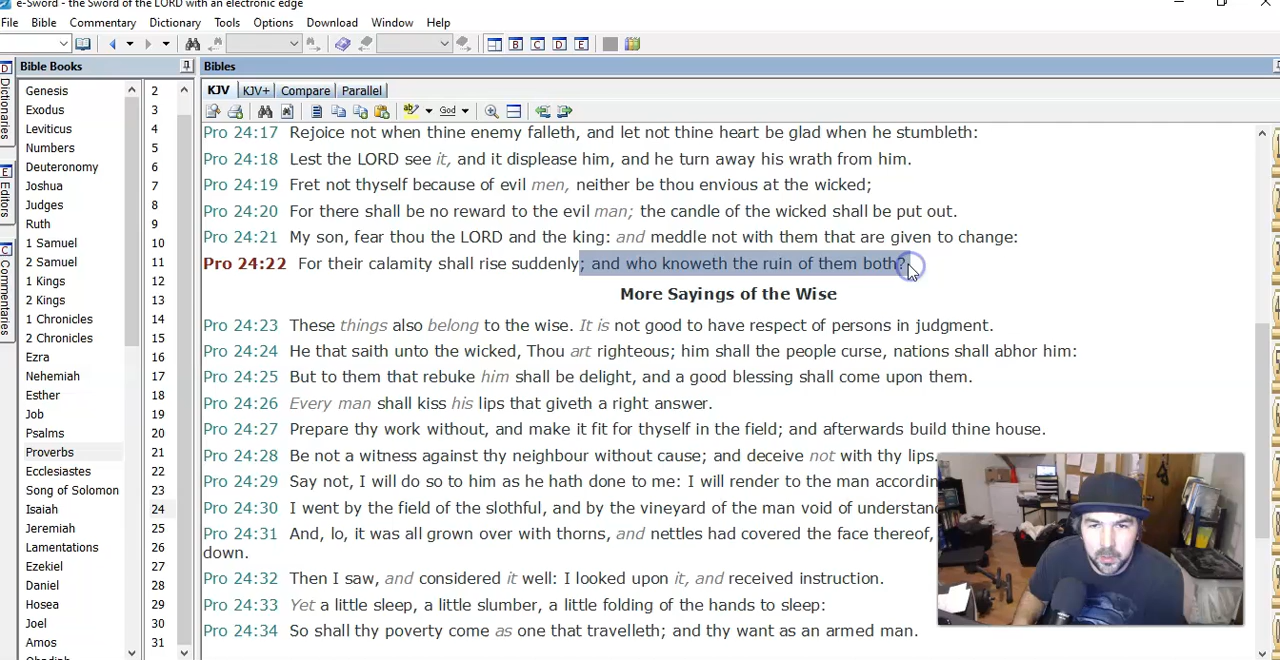 e-Sword - the Sword of the LORD with an electronic edge
File Bible Commentary Dictionary Tools Options Download Window Help
B C D E
Bible Books
Bibles
D Dictionaries
E Editors
C Commentaries
KJV KJV+ Compare Parallel
God
Genesis
Exodus
Leviticus
Numbers
Deuteronomy
Joshua
Judges
Ruth
1 Samuel
2 Samuel
1 Kings
2 Kings
1 Chronicles
2 Chronicles
Ezra
Nehemiah
Esther
Job
Psalms
Proverbs
Ecclesiastes
Song of Solomon
Isaiah
Jeremiah
Lamentations
Ezekiel
Daniel
Hosea
Joel
Amos
2
3
4
5
6
7
8
9
10
11
12
13
14
15
16
17
18
19
20
21
22
23
24
25
26
27
28
29
30
31
Pro 24:17 Rejoice not when thine enemy falleth, and let not thine heart be glad when he stumbleth:
Pro 24:18 Lest the LORD see it, and it displease him, and he turn away his wrath from him.
Pro 24:19 Fret not thyself because of evil men, neither be thou envious at the wicked;
Pro 24:20 For there shall be no reward to the evil man; the candle of the wicked shall be put out.
Pro 24:21 My son, fear thou the LORD and the king: and meddle not with them that are given to change:
Pro 24:22 For their calamity shall rise suddenly; and who knoweth the ruin of them both?
More Sayings of the Wise
Pro 24:23 These things also belong to the wise. It is not good to have respect of persons in judgment.
Pro 24:24 He that saith unto the wicked, Thou art righteous; him shall the people curse, nations shall abhor him:
Pro 24:25 But to them that rebuke him shall be delight, and a good blessing shall come upon them.
Pro 24:26 Every man shall kiss his lips that giveth a right answer.
Pro 24:27 Prepare thy work without, and make it fit for thyself in the field; and afterwards build thine house.
Pro 24:28 Be not a witness against thy neighbour without cause; and deceive not with thy lips.
Pro 24:29 Say not, I will do so to him as he hath done to me: I will render to the man accordin
Pro 24:30 I went by the field of the slothful, and by the vineyard of the man void of understand
Pro 24:31 And, lo, it was all grown over with thorns, and nettles had covered the face thereof,
down.
Pro 24:32 Then I saw, and considered it well: I looked upon it, and received instruction.
Pro 24:33 Yet a little sleep, a little slumber, a little folding of the hands to sleep:
Pro 24:34 So shall thy poverty come as one that travelleth; and thy want as an armed man.